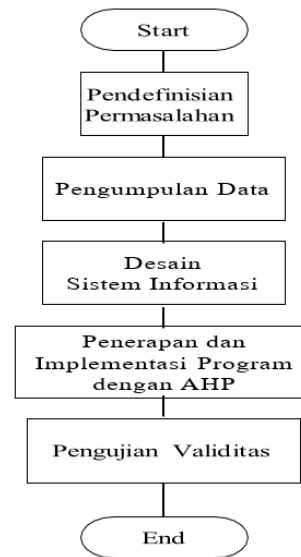 Start
Pendefinisian
Permasalahan
Pengumpulan Data
Desain
Sistem Informasi
Penerapan dan
Implementasi Program
dengan AHP
Pengujian Validitas
End